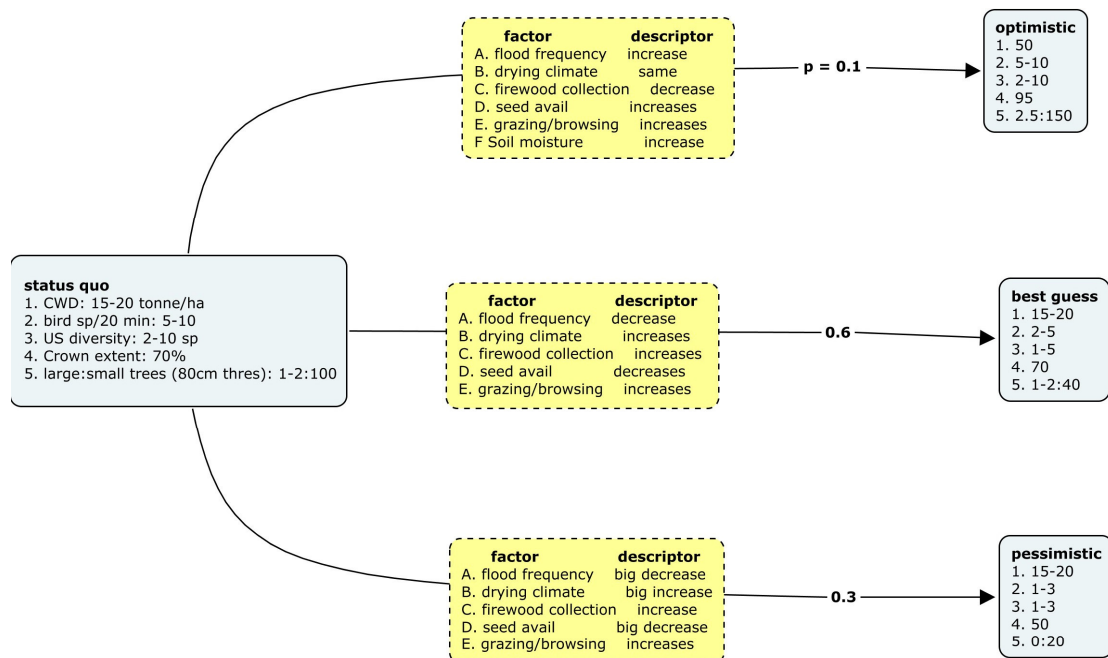 factor descriptor
A. flood frequency increase
B. drying climate same
C. firewood collection decrease
D. seed avail increases
E. grazing/browsing increases
F Soil moisture increase
p = 0.1
optimistic
1. 50
2. 5-10
3. 2-10
4. 95
5. 2.5:150
status quo
1. CWD: 15-20 tonne/ha
2. bird sp/20 min: 5-10
3. US diversity: 2-10 sp
4. Crown extent: 70%
5. large:small trees (80cm thres): 1-2:100
factor descriptor
A. flood frequency decrease
B. drying climate increases
C. firewood collection increases
D. seed avail decreases
E. grazing/browsing increases
0.6
best guess
1. 15-20
2. 2-5
3. 1-5
4. 70
5. 1-2:40
factor descriptor
A. flood frequency big decrease
B. drying climate big increase
C. firewood collection increase
D. seed avail big decrease
E. grazing/browsing increases
0.3
pessimistic
1. 15-20
2. 1-3
3. 1-3
4. 50
5. 0:20